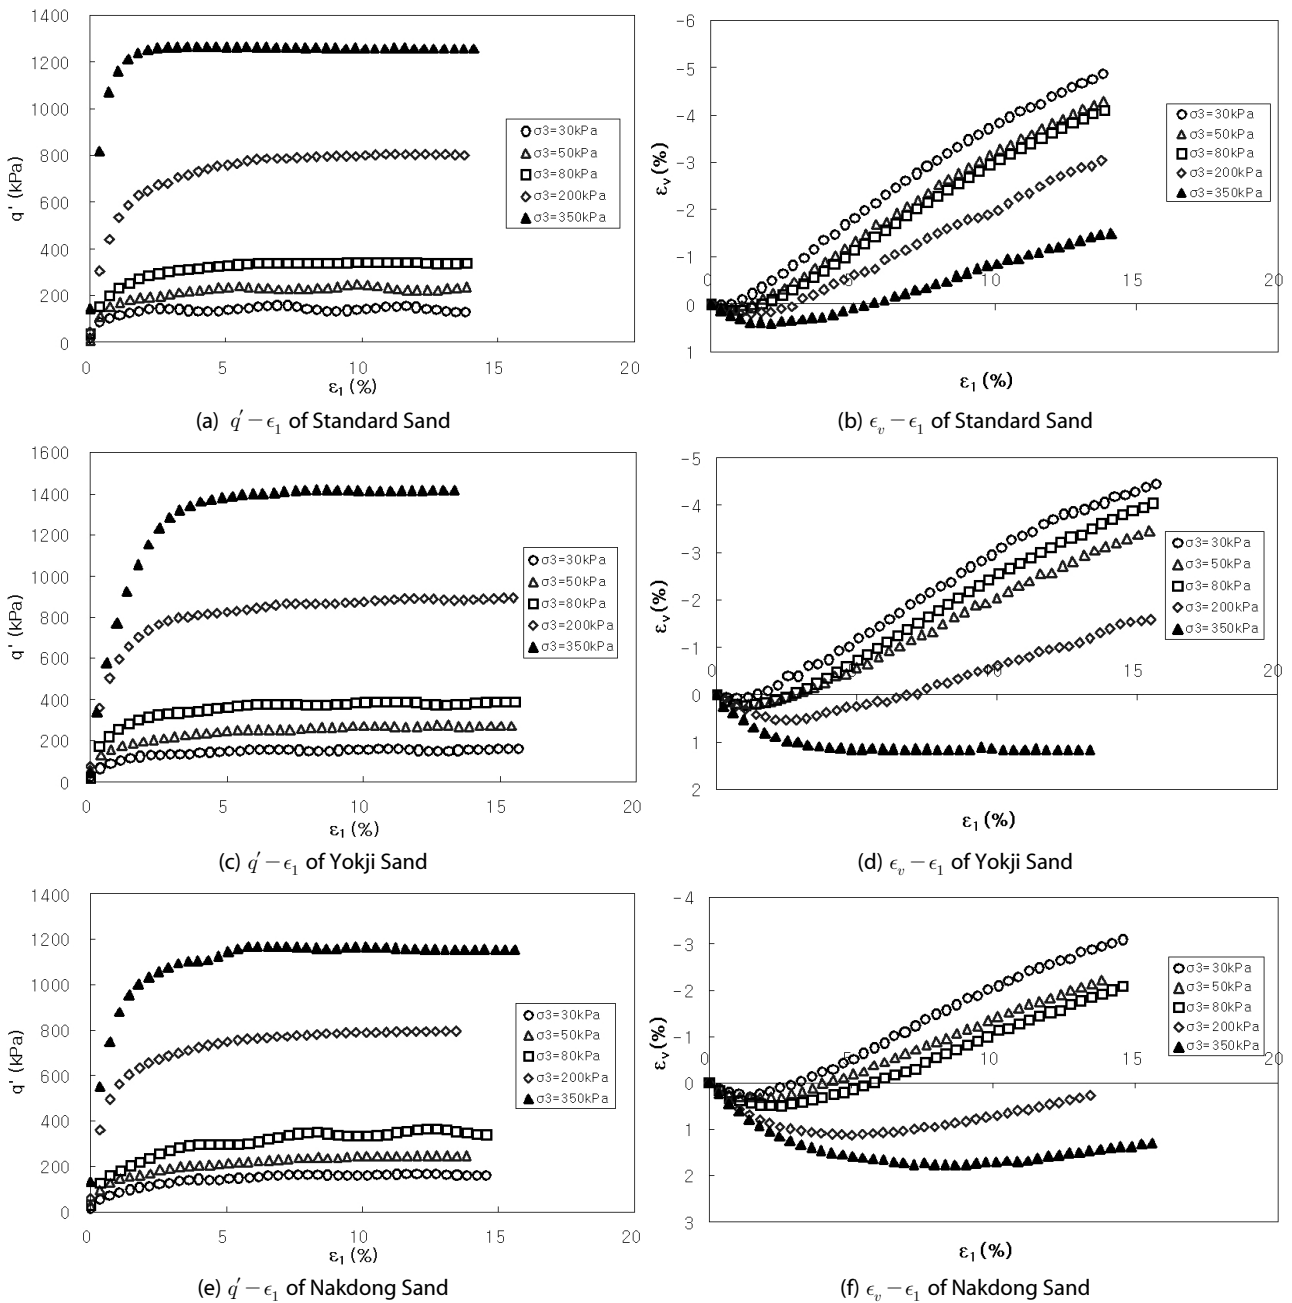 1400
1200
1000
800
600
400
200
0
q' (kPa)
0
5
10
15
20
ε₁ (%)
σ3=30kPa
σ3=50kPa
σ3=80kPa
σ3=200kPa
σ3=350kPa
(a) q′ − ϵ₁ of Standard Sand
-6
-5
-4
-3
-2
-1
0
1
εᵥ (%)
0
5
10
15
20
ε₁ (%)
σ3=30kPa
σ3=50kPa
σ3=80kPa
σ3=200kPa
σ3=350kPa
(b) ϵᵥ − ϵ₁ of Standard Sand
1600
1400
1200
1000
800
600
400
200
0
q' (kPa)
0
5
10
15
20
ε₁ (%)
σ3=30kPa
σ3=50kPa
σ3=80kPa
σ3=200kPa
σ3=350kPa
(c) q′ − ϵ₁ of Yokji Sand
-5
-4
-3
-2
-1
0
1
2
εᵥ (%)
0
5
10
15
20
ε₁ (%)
σ3=30kPa
σ3=50kPa
σ3=80kPa
σ3=200kPa
σ3=350kPa
(d) ϵᵥ − ϵ₁ of Yokji Sand
1400
1200
1000
800
600
400
200
0
q' (kPa)
0
5
10
15
20
ε₁ (%)
σ3=30kPa
σ3=50kPa
σ3=80kPa
σ3=200kPa
σ3=350kPa
(e) q′ − ϵ₁ of Nakdong Sand
-4
-3
-2
-1
0
1
2
3
εᵥ (%)
0
5
10
15
20
ε₁ (%)
σ3=30kPa
σ3=50kPa
σ3=80kPa
σ3=200kPa
σ3=350kPa
(f) ϵᵥ − ϵ₁ of Nakdong Sand